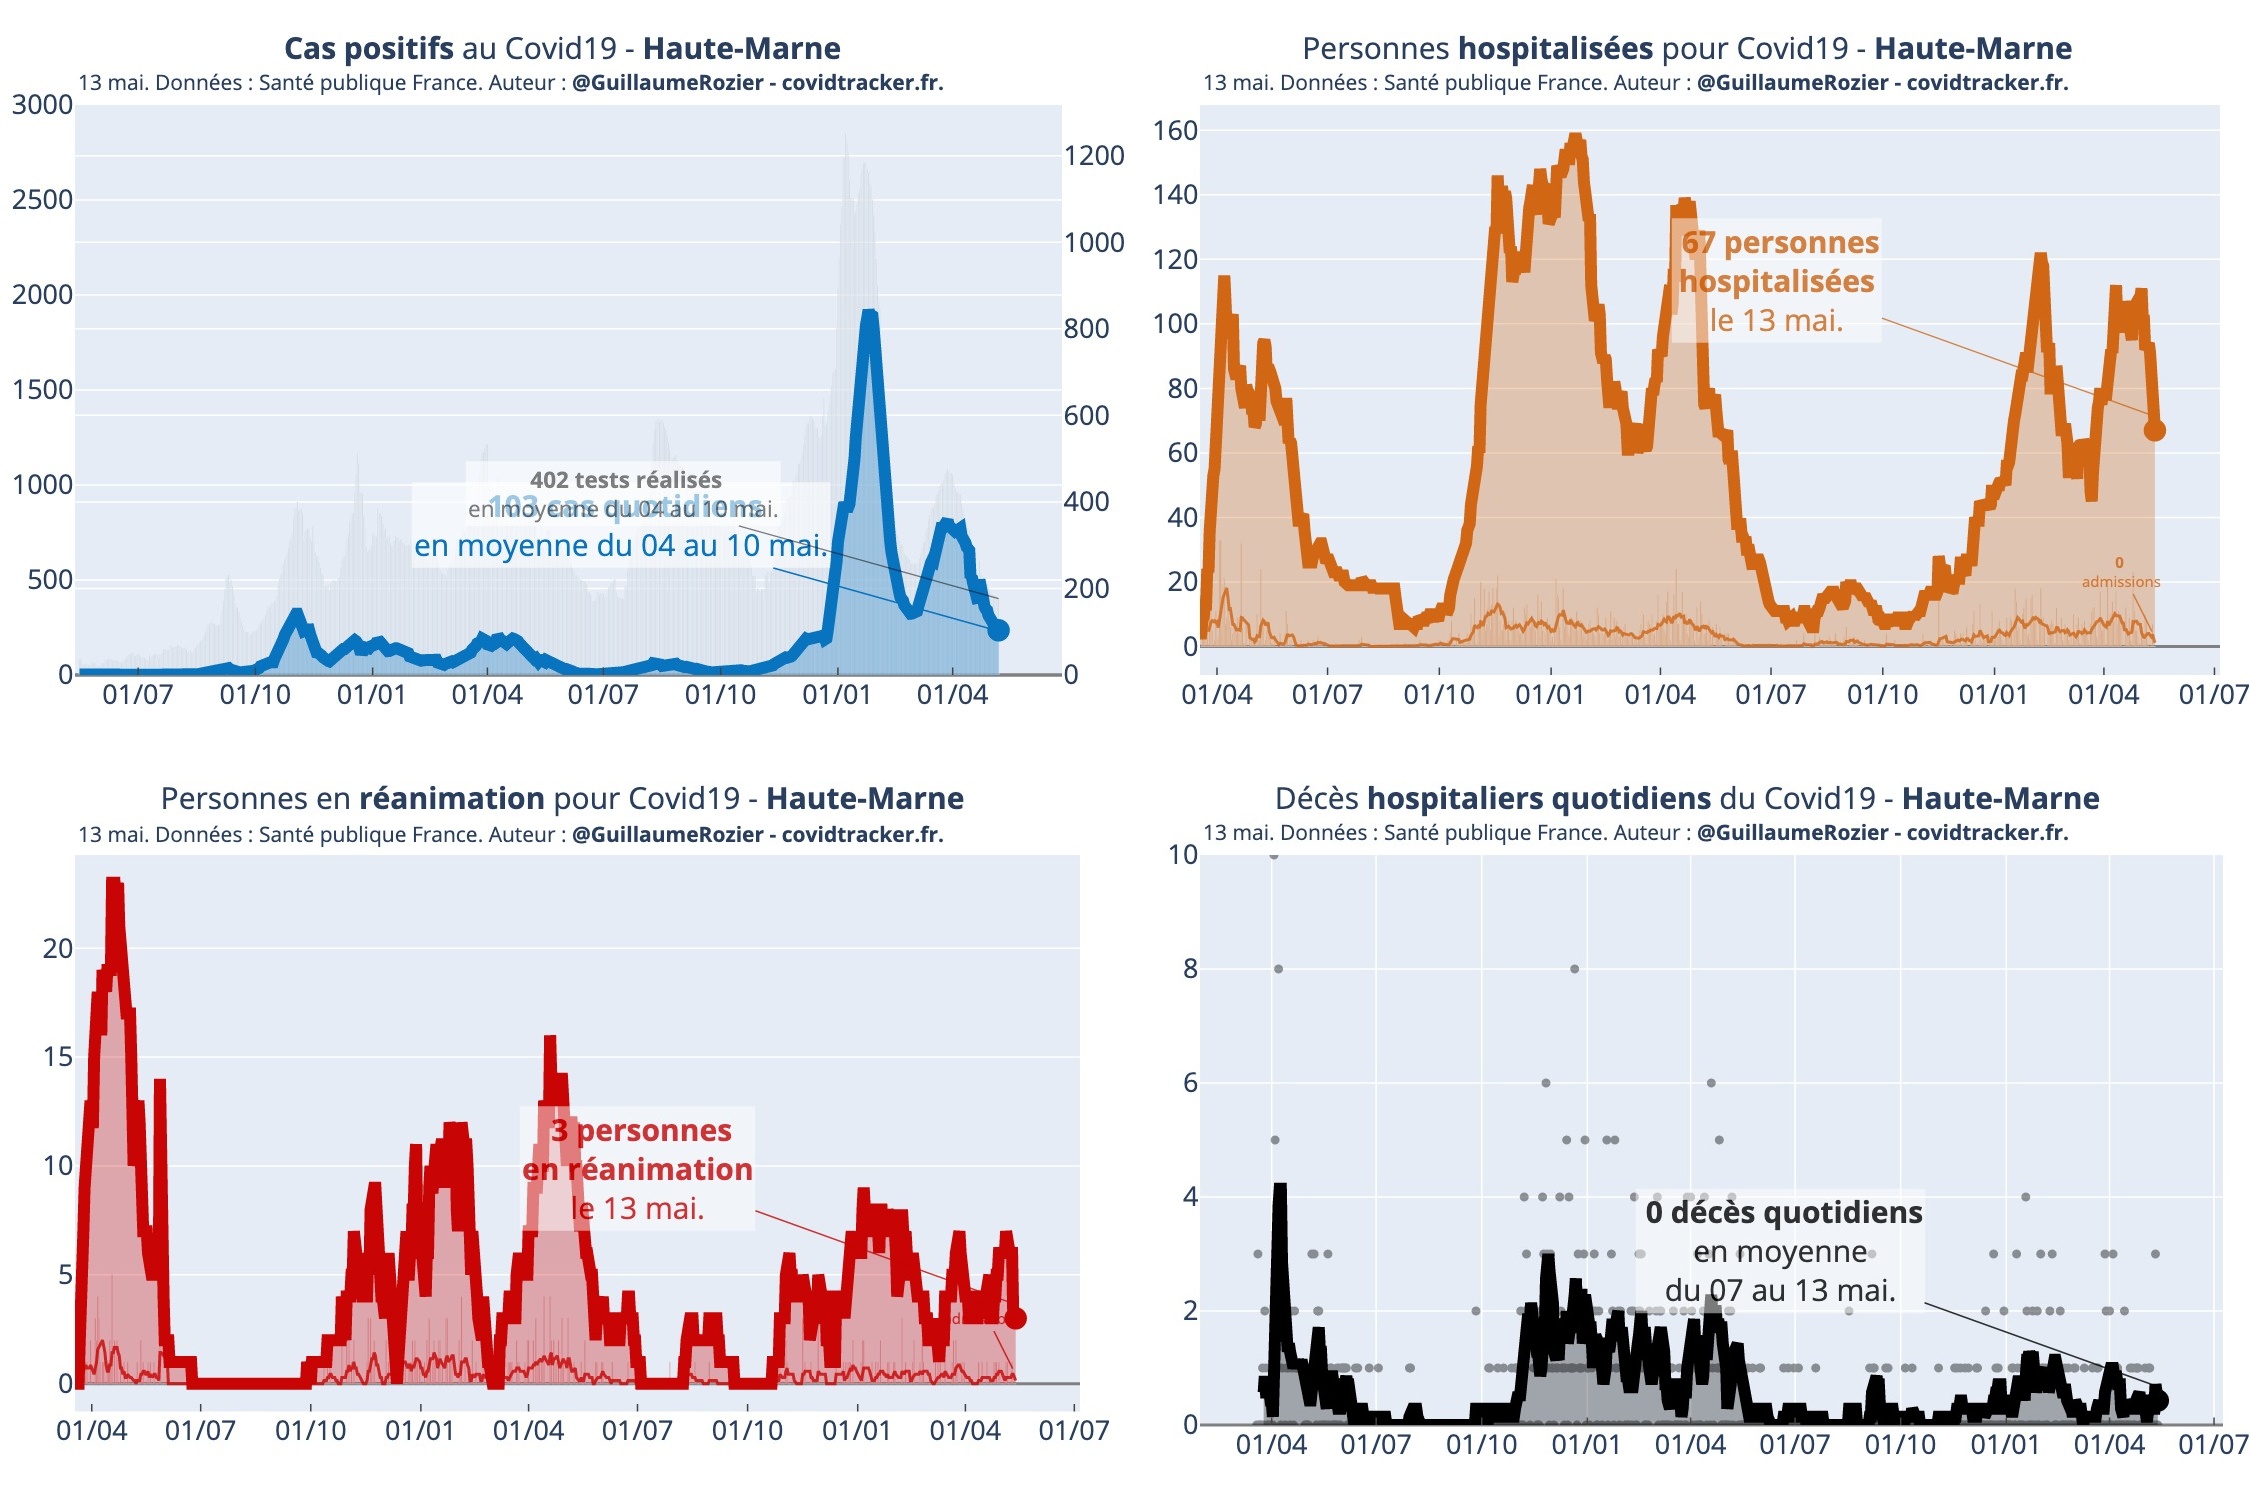 Cas positifs au Covid19 - Haute-Marne
13 mai. Données : Santé publique France. Auteur : @GuillaumeRozier - covidtracker.fr.
3000
2500
2000
1500
1000
500
0
1200
1000
800
600
400
200
0
402 tests réalisés
en moyenne du 04 au 10 mai.
103 cas quotidiens
en moyenne du 04 au 10 mai.
01/07 01/10 01/01 01/04 01/07 01/10 01/01 01/04
Personnes hospitalisées pour Covid19 - Haute-Marne
13 mai. Données : Santé publique France. Auteur : @GuillaumeRozier - covidtracker.fr.
160
140
120
100
80
60
40
20
0
67 personnes
hospitalisées
le 13 mai.
0
admissions
01/04 01/07 01/10 01/01 01/04 01/07 01/10 01/01 01/04 01/07
Personnes en réanimation pour Covid19 - Haute-Marne
13 mai. Données : Santé publique France. Auteur : @GuillaumeRozier - covidtracker.fr.
20
15
10
5
0
3 personnes
en réanimation
le 13 mai.
01/04 01/07 01/10 01/01 01/04 01/07 01/10 01/01 01/04 01/07
Décès hospitaliers quotidiens du Covid19 - Haute-Marne
13 mai. Données : Santé publique France. Auteur : @GuillaumeRozier - covidtracker.fr.
10
8
6
4
2
0
0 décès quotidiens
en moyenne
du 07 au 13 mai.
01/04 01/07 01/10 01/01 01/04 01/07 01/10 01/01 01/04 01/07